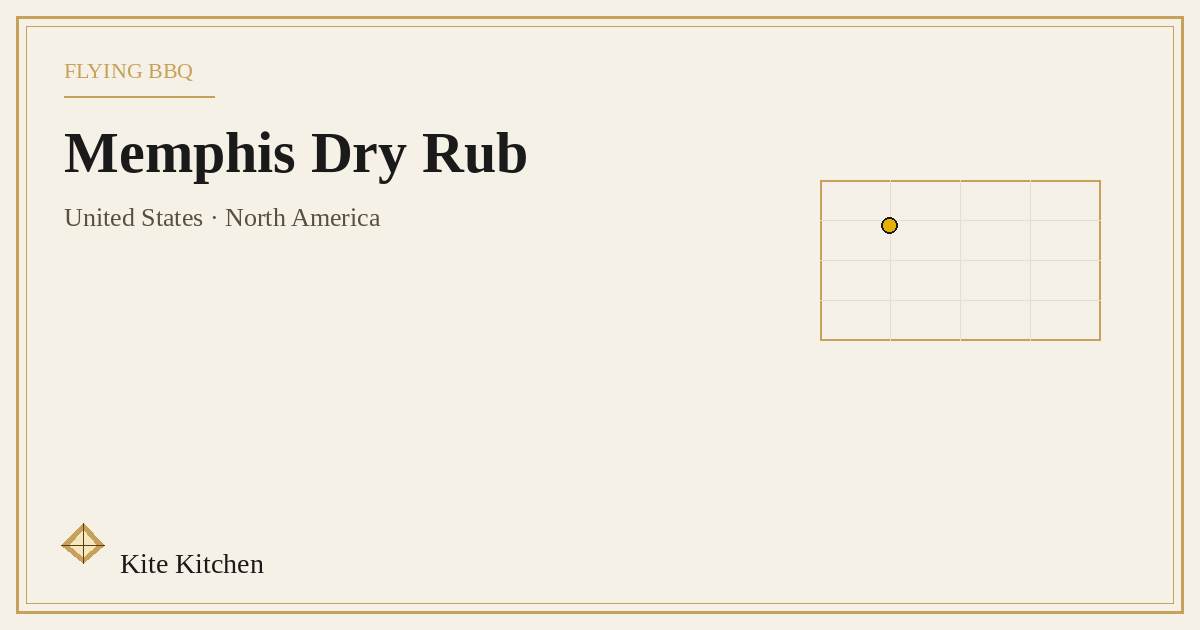 FLYING BBQ
Memphis Dry Rub
United States · North America
Kite Kitchen